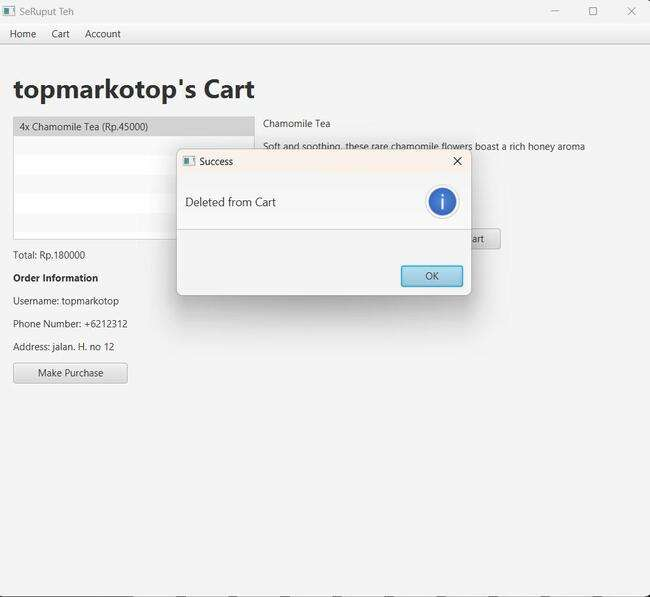 SeRuput Teh
Home Cart Account
topmarkotop's Cart
4x Chamomile Tea (Rp.45000)
Chamomile Tea
Soft and soothing, these rare chamomile flowers boast a rich honey aroma
Success
Deleted from Cart
OK
art
Total: Rp.180000
Order Information
Username: topmarkotop
Phone Number: +6212312
Address: jalan. H. no 12
Make Purchase